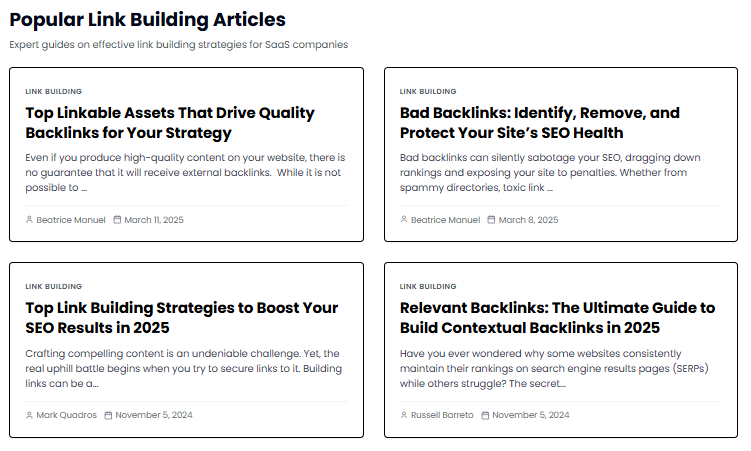 Popular Link Building Articles
Expert guides on effective link building strategies for SaaS companies
LINK BUILDING
Top Linkable Assets That Drive Quality
Backlinks for Your Strategy
Even if you produce high-quality content on your website, there is
no guarantee that it will receive external backlinks.  While it is not
possible to ...
Beatrice Manuel March 11, 2025
LINK BUILDING
Bad Backlinks: Identify, Remove, and
Protect Your Site’s SEO Health
Bad backlinks can silently sabotage your SEO, dragging down
rankings and exposing your site to penalties. Whether from
spammy directories, toxic link ...
Beatrice Manuel March 8, 2025
LINK BUILDING
Top Link Building Strategies to Boost Your
SEO Results in 2025
Crafting compelling content is an undeniable challenge. Yet, the
real uphill battle begins when you try to secure links to it. Building
links can be a...
Mark Quadros November 5, 2024
LINK BUILDING
Relevant Backlinks: The Ultimate Guide to
Build Contextual Backlinks in 2025
Have you ever wondered why some websites consistently
maintain their rankings on search engine results pages (SERPs)
while others struggle? The secret...
Russell Barreto November 5, 2024